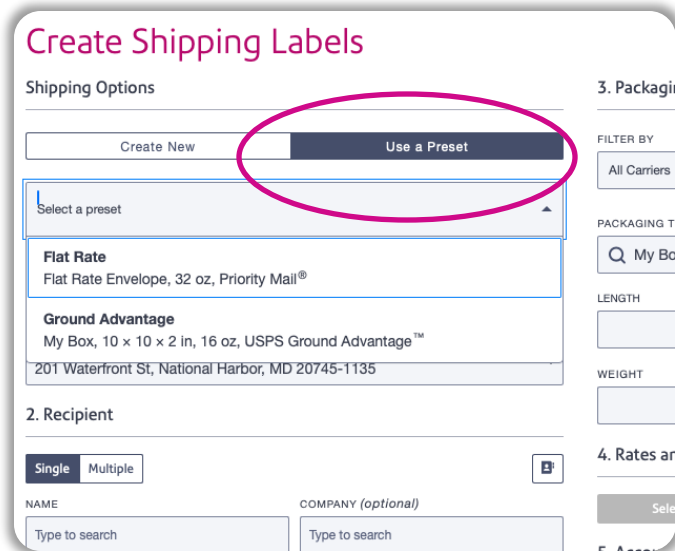 Create Shipping Labels
Shipping Options
Create New
Use a Preset
Select a preset
Flat Rate
Flat Rate Envelope, 32 oz, Priority Mail®
Ground Advantage
My Box, 10 × 10 × 2 in, 16 oz, USPS Ground Advantage™
201 Waterfront St, National Harbor, MD 20745-1135
2. Recipient
Single
Multiple
NAME
COMPANY (optional)
Type to search
Type to search
3. Packagi
FILTER BY
All Carriers
PACKAGING T
My Bo
LENGTH
WEIGHT
4. Rates a
Sele